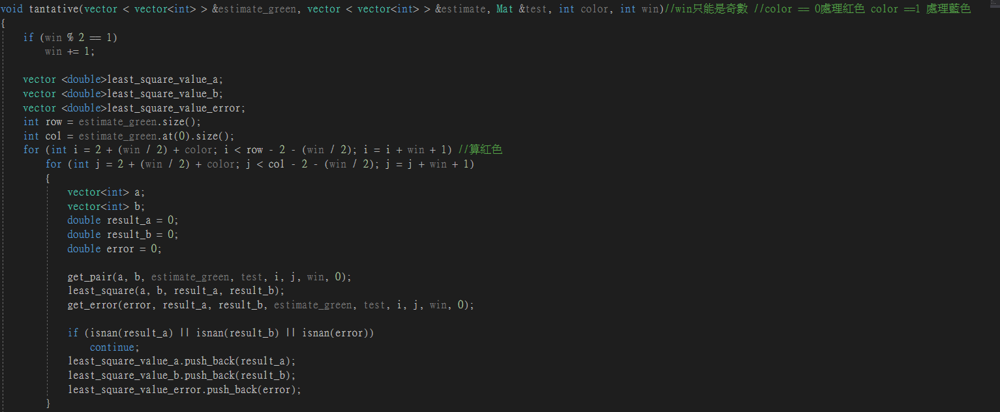 void tantative(vector < vector<int> > &estimate_green, vector < vector<int> > &estimate, Mat &test, int color, int win)//win只能是奇數 //color == 0處理紅色 color ==1 處理藍色
{
if (win % 2 == 1)
win += 1;
vector <double>least_square_value_a;
vector <double>least_square_value_b;
vector <double>least_square_value_error;
int row = estimate_green.size();
int col = estimate_green.at(0).size();
for (int i = 2 + (win / 2) + color; i < row - 2 - (win / 2); i = i + win + 1) //算紅色
for (int j = 2 + (win / 2) + color; j < col - 2 - (win / 2); j = j + win + 1)
{
vector<int> a;
vector<int> b;
double result_a = 0;
double result_b = 0;
double error = 0;
get_pair(a, b, estimate_green, test, i, j, win, 0);
least_square(a, b, result_a, result_b);
get_error(error, result_a, result_b, estimate_green, test, i, j, win, 0);
if (isnan(result_a) || isnan(result_b) || isnan(error))
continue;
least_square_value_a.push_back(result_a);
least_square_value_b.push_back(result_b);
least_square_value_error.push_back(error);
}